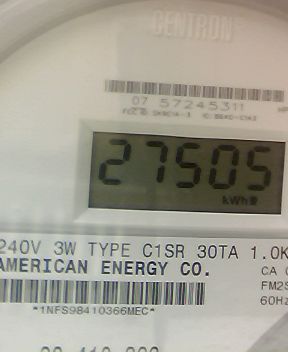 CENTRON
07 57245311
27505
kWh
240V 3W TYPE C1SR 30TA 1.0K
AMERICAN ENERGY CO.
CA
FM2S
60Hz
*1NFS98410366MEC*